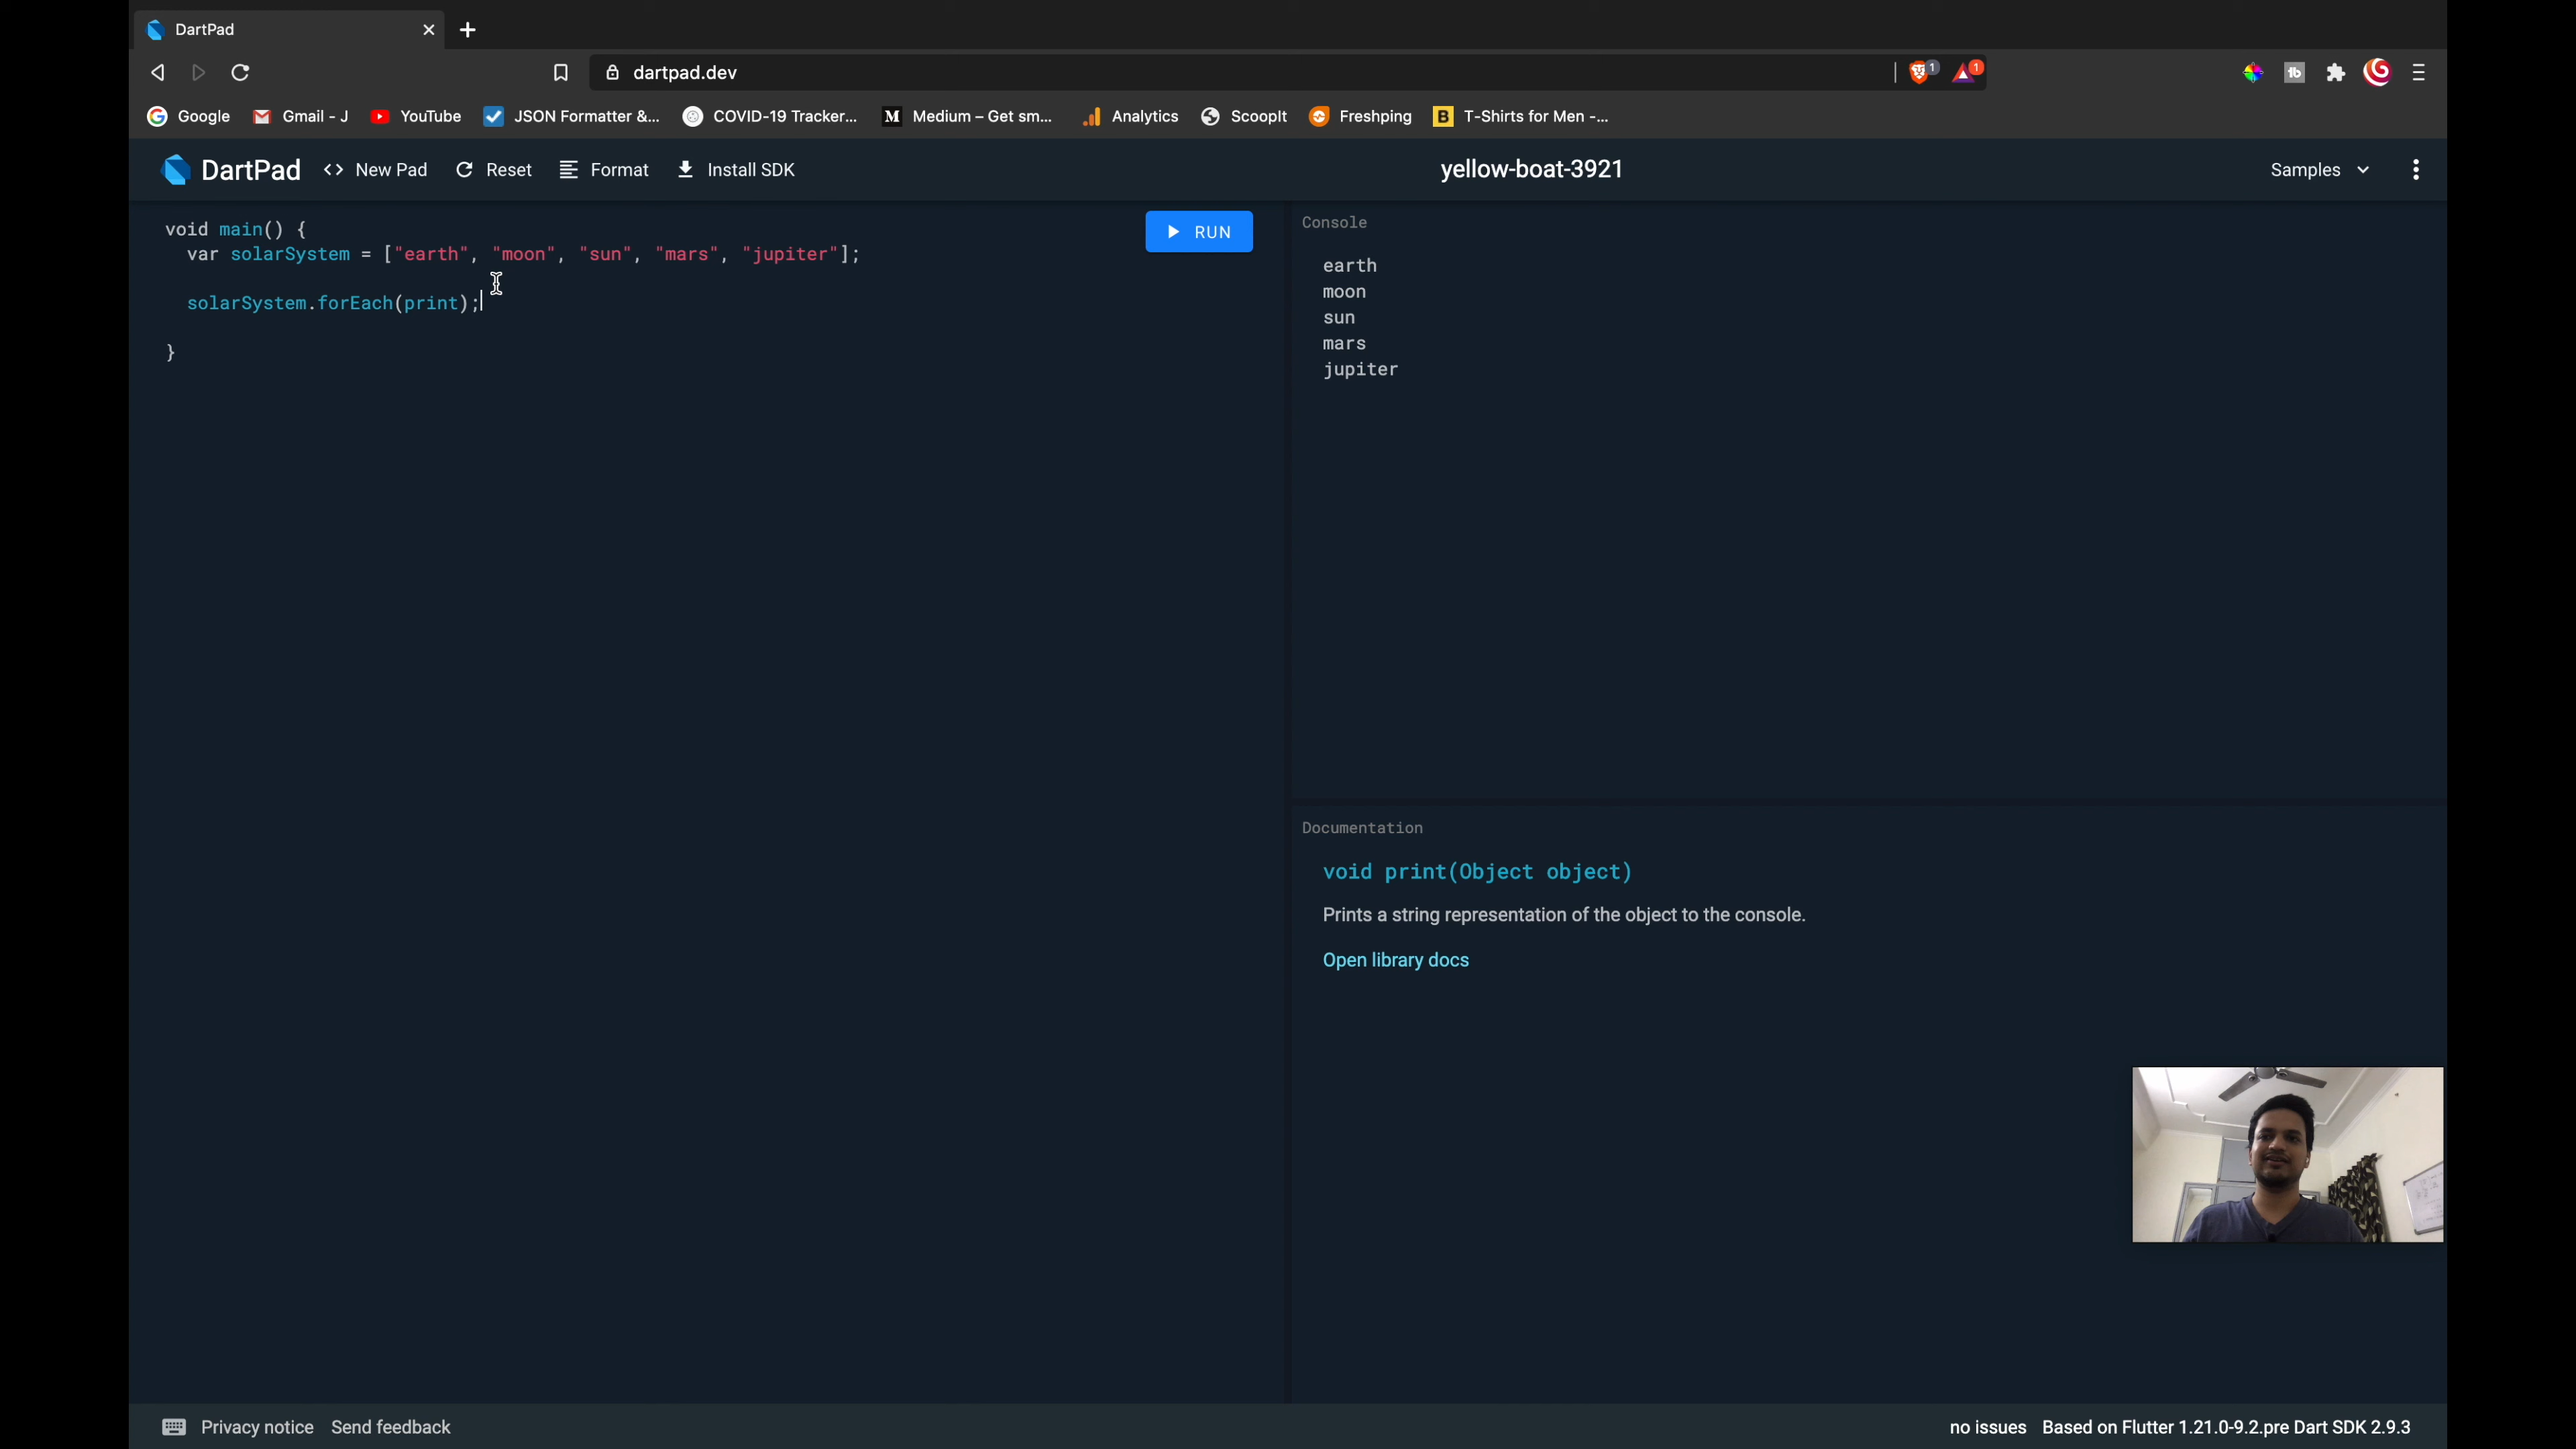 DartPad
dartpad.dev
1
1
Google Gmail - J YouTube JSON Formatter &... COVID-19 Tracker... M Medium – Get sm... Analytics ScoopIt Freshping B T-Shirts for Men -...
DartPad <> New Pad Reset Format Install SDK yellow-boat-3921 Samples
void main() {
var solarSystem = ["earth", "moon", "sun", "mars", "jupiter"];
solarSystem.forEach(print);
}
RUN
Console
earth
moon
sun
mars
jupiter
Documentation
void print(Object object)
Prints a string representation of the object to the console.
Open library docs
Privacy notice Send feedback no issues Based on Flutter 1.21.0-9.2.pre Dart SDK 2.9.3